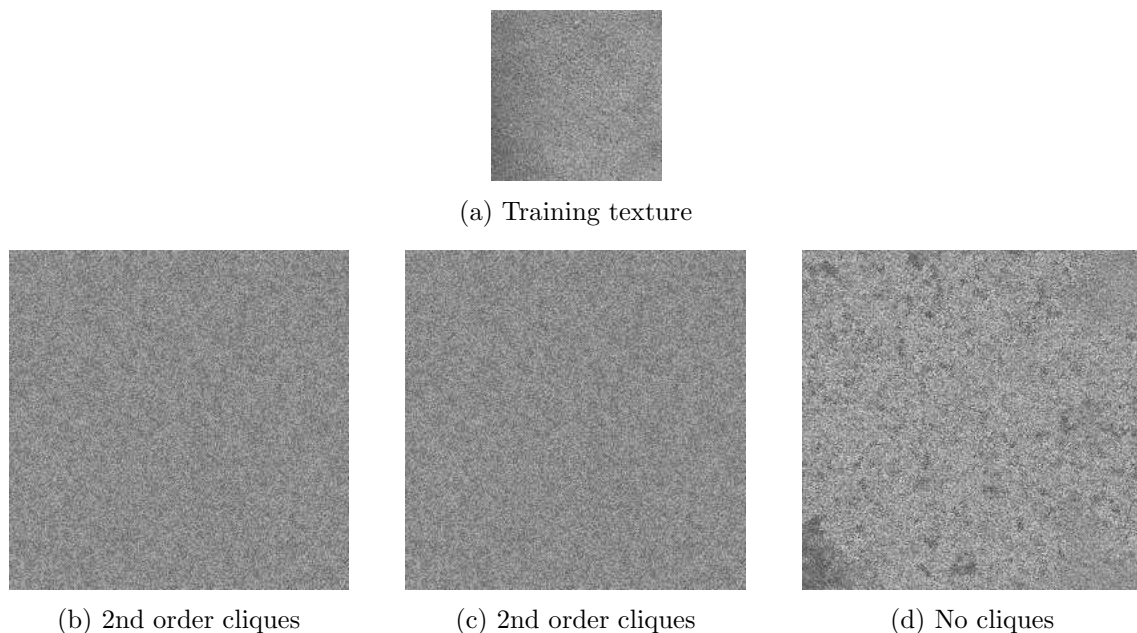 (a) Training texture
(b) 2nd order cliques
(c) 2nd order cliques
(d) No cliques